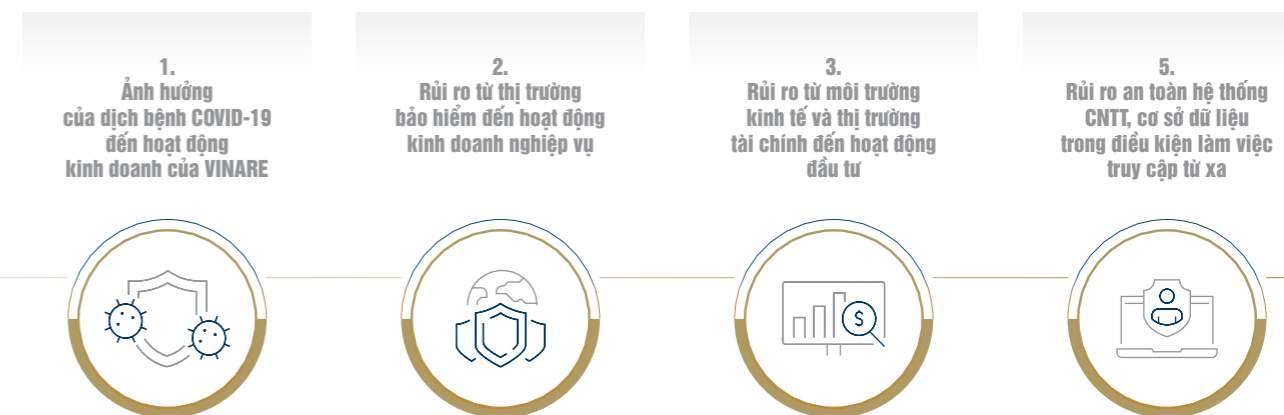 1.
Ảnh hưởng
của dịch bệnh COVID-19
đến hoạt động
kinh doanh của VINARE
2.
Rủi ro từ thị trường
bảo hiểm đến hoạt động
kinh doanh nghiệp vụ
3.
Rủi ro từ môi trường
kinh tế và thị trường
tài chính đến hoạt động
đầu tư
5.
Rủi ro an toàn hệ thống
CNTT, cơ sở dữ liệu
trong điều kiện làm việc
truy cập từ xa
$